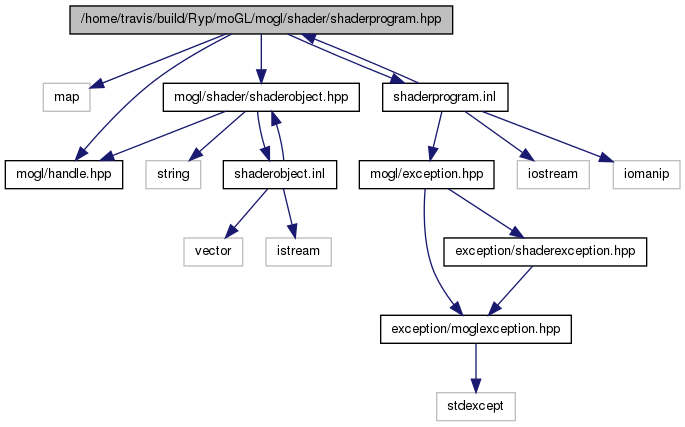 /home/travis/build/Ryp/moGL/mogl/shader/shaderprogram.hpp
map
mogl/shader/shaderobject.hpp
shaderprogram.inl
mogl/handle.hpp
string
shaderobject.inl
mogl/exception.hpp
iostream
iomanip
vector
istream
exception/shaderexception.hpp
exception/moglexception.hpp
stdexcept